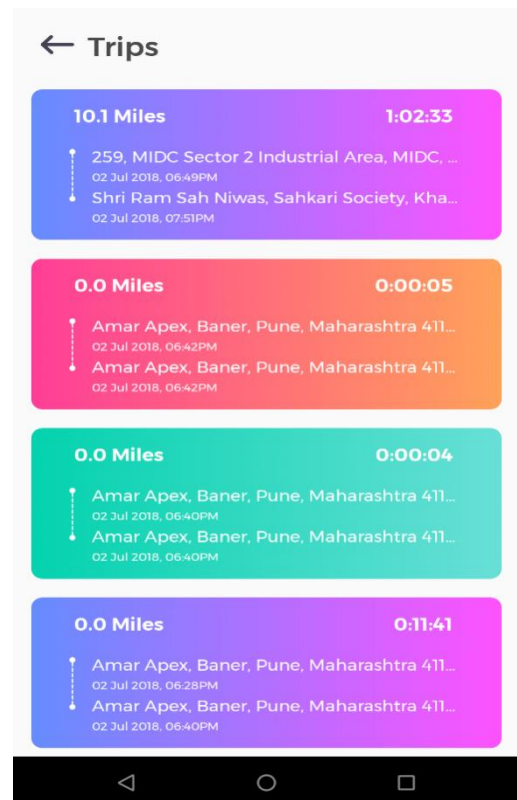 Trips
10.1 Miles 1:02:33
259, MIDC Sector 2 Industrial Area, MIDC, ...
02 Jul 2018, 06:49PM
Shri Ram Sah Niwas, Sahkari Society, Kha...
02 Jul 2018, 07:51PM
0.0 Miles 0:00:05
Amar Apex, Baner, Pune, Maharashtra 411...
02 Jul 2018, 06:42PM
Amar Apex, Baner, Pune, Maharashtra 411...
02 Jul 2018, 06:42PM
0.0 Miles 0:00:04
Amar Apex, Baner, Pune, Maharashtra 411...
02 Jul 2018, 06:40PM
Amar Apex, Baner, Pune, Maharashtra 411...
02 Jul 2018, 06:40PM
0.0 Miles 0:11:41
Amar Apex, Baner, Pune, Maharashtra 411...
02 Jul 2018, 06:28PM
Amar Apex, Baner, Pune, Maharashtra 411...
02 Jul 2018, 06:40PM